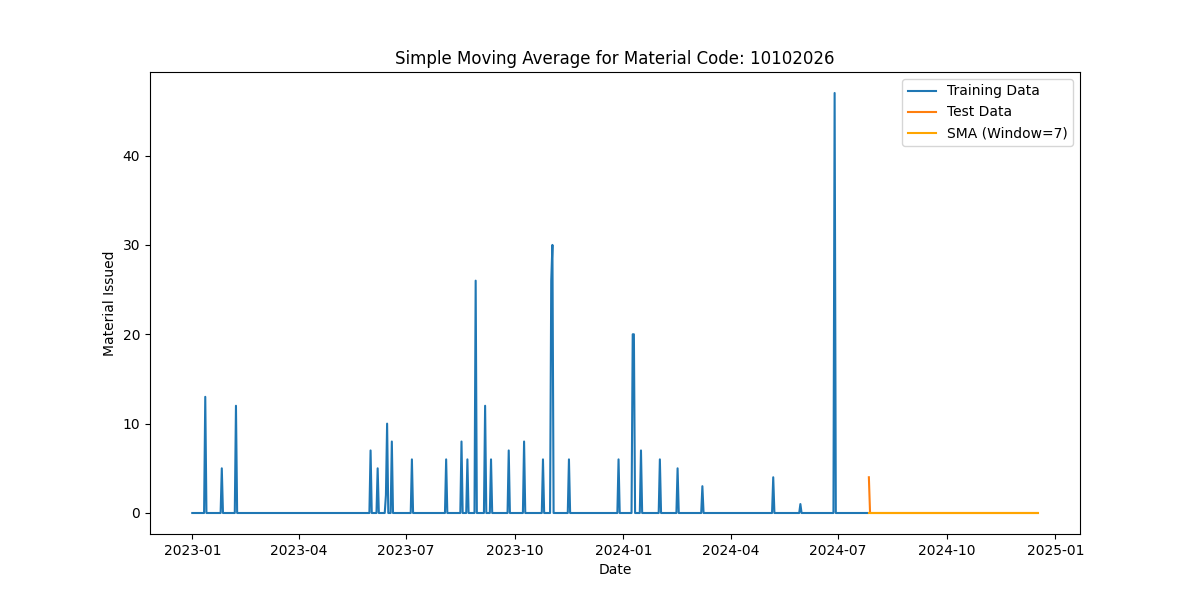 Simple Moving Average for Material Code: 10102026
Training Data
Test Data
SMA (Window=7)
Material Issued
40
30
20
10
0
2023-01 2023-04 2023-07 2023-10 2024-01 2024-04 2024-07 2024-10 2025-01
Date